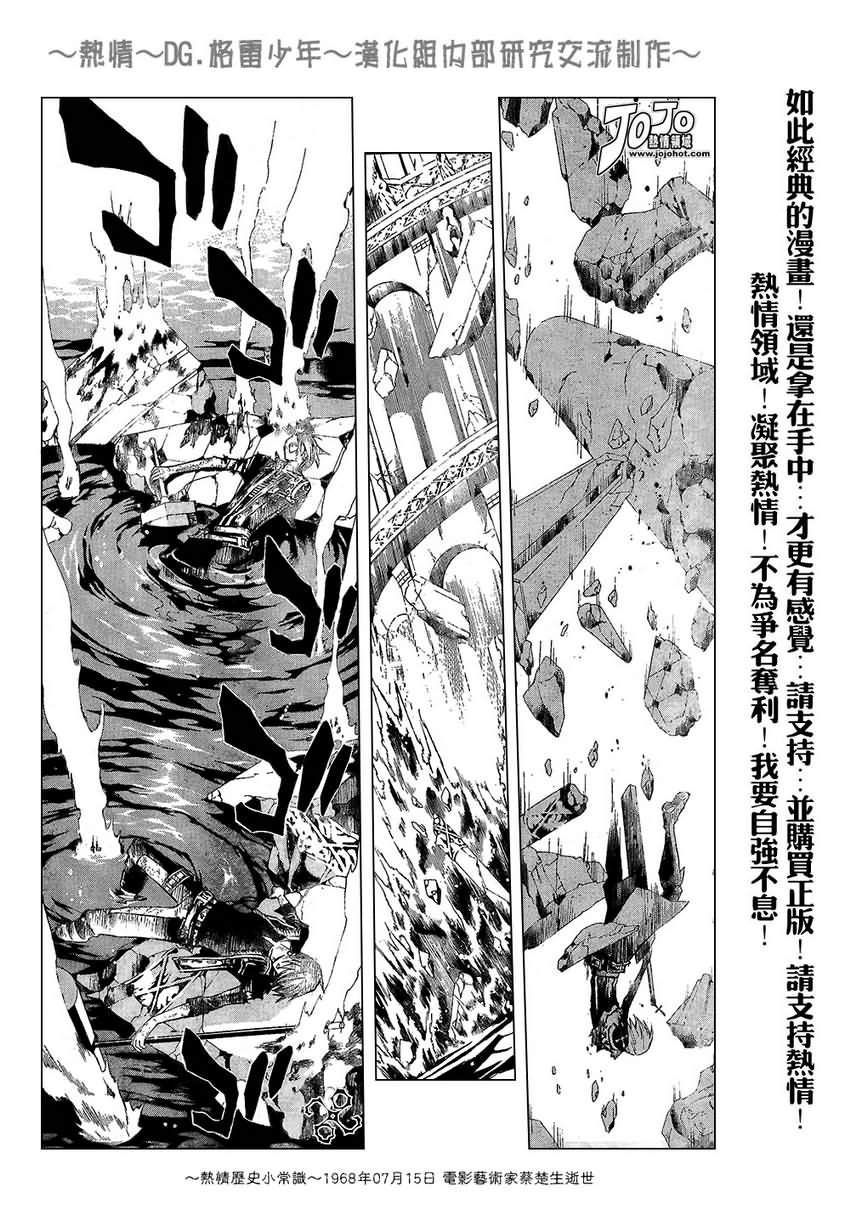 ～熱情～DG.格雷少年～漢化組内部研究交流制作～
如此經典的漫畫！還是拿在手中…才更有感覺…請支持…並購買正版！請支持熱情！
熱情領域！凝聚熱情！不為爭名奪利！我要自強不息！
JOJO
熱情領域
www.jojohot.com
ゴゴ
ゴ
ゴ
ゴ
ゴ
～熱情歷史小常識～1968年07月15日 電影藝術家蔡楚生逝世